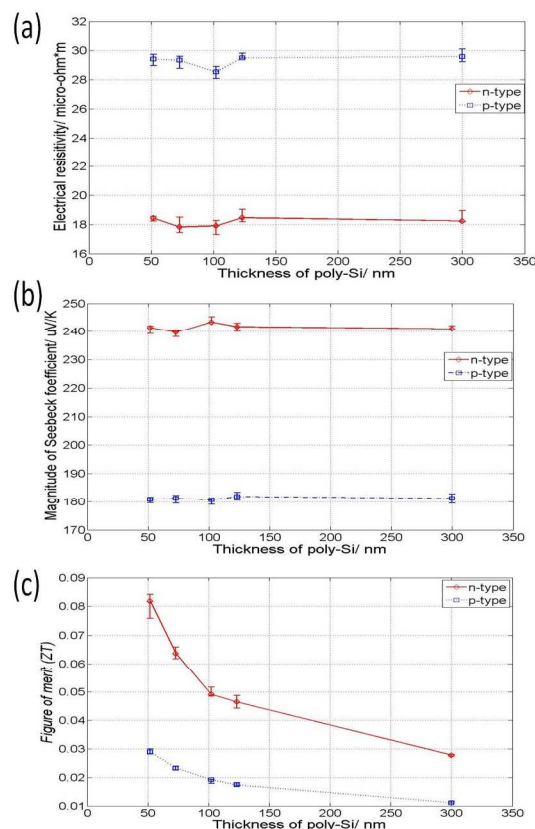 (a)
Electrical resisitivity/ micro-ohm*m
30
28
26
24
22
20
18
16
n-type
p-type
0 50 100 150 200 250 300 350
Thickness of poly-Si/ nm
(b)
Magnitude of Seebeck foefficient/ uV/K
250
240
230
220
210
200
190
180
170
n-type
p-type
0 50 100 150 200 250 300 350
Thickness of poly-Si/ nm
(c)
Figure of merit (ZT)
0.09
0.08
0.07
0.06
0.05
0.04
0.03
0.02
0.01
n-type
p-type
0 50 100 150 200 250 300 350
Thickness of poly-Si/ nm